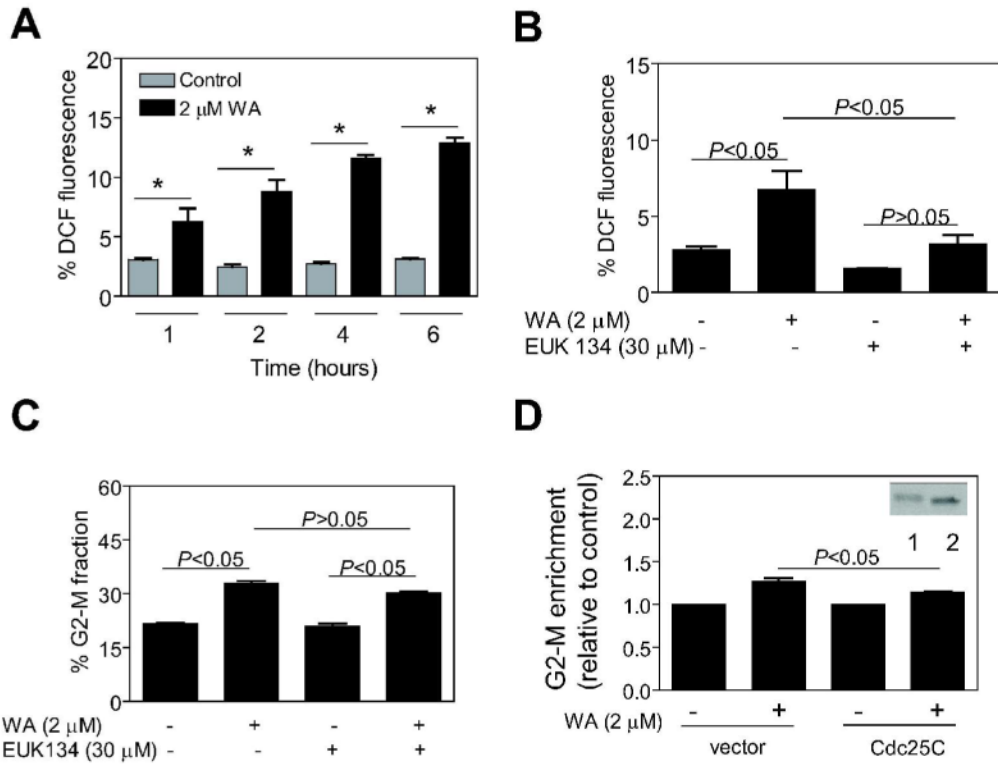 A
% DCF fluorescence
20
15
10
5
0
Control
2 μM WA
*
*
*
*
1 2 4 6
Time (hours)
B
% DCF fluorescence
15
10
5
0
P<0.05
P<0.05
P>0.05
WA (2 μM) - + - +
EUK 134 (30 μM) - - + +
C
% G2-M fraction
60
45
30
15
0
P>0.05
P<0.05
P<0.05
WA (2 μM) - + - +
EUK134 (30 μM) - - + +
D
G2-M enrichment
(relative to control)
2.5
2.0
1.5
1.0
0.5
0.0
1 2
P<0.05
WA (2 μM) - + - +
vector Cdc25C